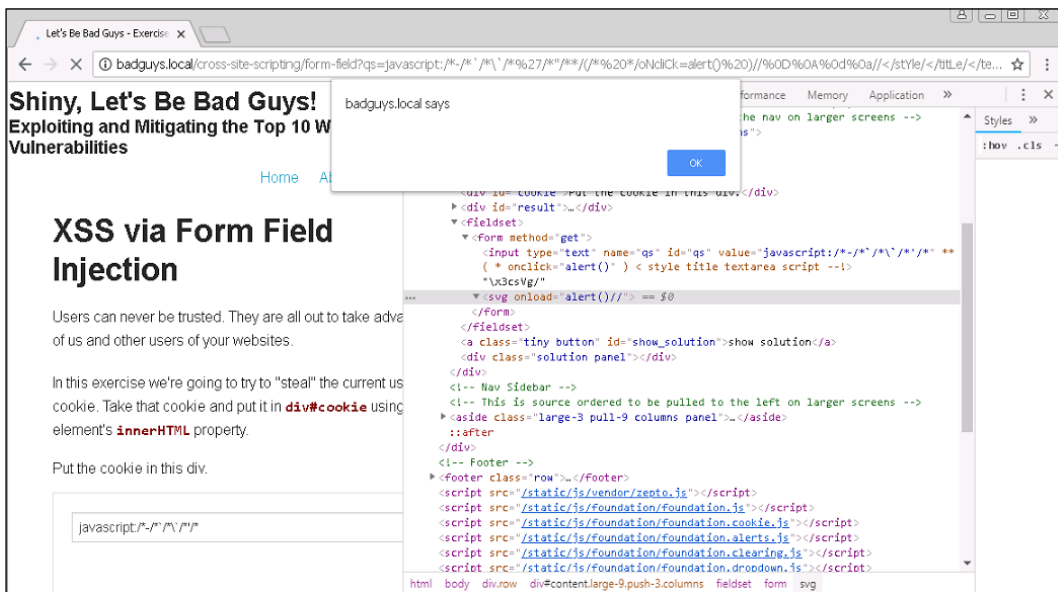 Let's Be Bad Guys - Exercise
badguys.local/cross-site-scripting/form-field?qs=javascript:/*-/*`/*\`/*%27/*"/**/(/*%20*/oNcliCk=alert()%20)//%0D%0A%0d%0a//</stYle/</titLe/</te...
Shiny, Let's Be Bad Guys!
Exploiting and Mitigating the Top 10 W
Vulnerabilities
Home
badguys.local says
OK
XSS via Form Field
Injection
Users can never be trusted. They are all out to take adva
of us and other users of your websites.
In this exercise we're going to try to "steal" the current us
cookie. Take that cookie and put it in div#cookie using
element's innerHTML property.
Put the cookie in this div.
javascript:/*-/*`/*\`/*'/*
formance Memory Application »
Styles »
:hov .cls
he nav on larger screens -->
s">
<div id="cookie">Put the cookie in this div.</div>
▶<div id="result">…</div>
▼<fieldset>
▼<form method="get">
<input type="text" name="qs" id="qs" value="javascript:/*-/*`/*\`/*'/*" **
( * onclick="alert()" ) < style title textarea script --!>
"\x3csVg/"
... ▼<svg onload="alert()//"> == $0
</form>
</fieldset>
<a class="tiny button" id="show_solution">show solution</a>
<div class="solution panel"></div>
</div>
<!-- Nav Sidebar -->
<!-- This is source ordered to be pulled to the left on larger screens -->
▶<aside class="large-3 pull-9 columns panel">…</aside>
::after
</div>
<!-- Footer -->
▶<footer class="row">…</footer>
<script src="/static/js/vendor/zepto.js"></script>
<script src="/static/js/foundation/foundation.js"></script>
<script src="/static/js/foundation/foundation.cookie.js"></script>
<script src="/static/js/foundation/foundation.alerts.js"></script>
<script src="/static/js/foundation/foundation.clearing.js"></script>
<script src="/static/js/foundation/foundation.dropdown.js"></script>
html body div.row div#content.large-9.push-3.columns fieldset form svg